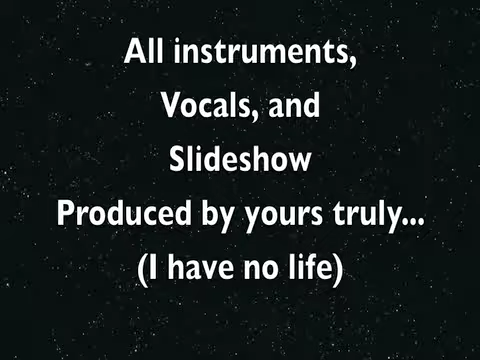 All instruments,
Vocals, and
Slideshow
Produced by yours truly...
(I have no life)